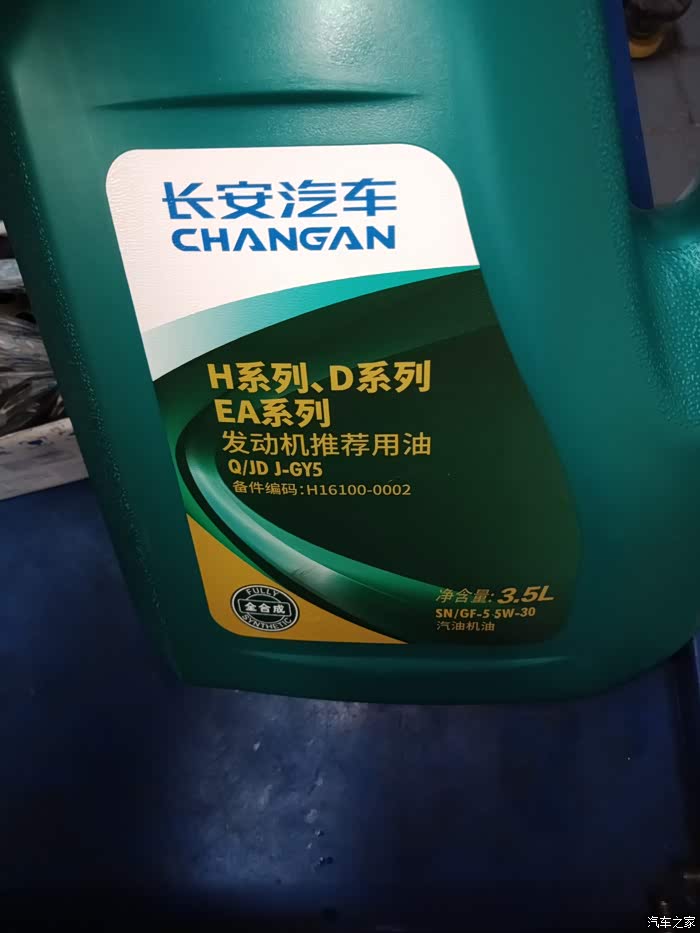 长安汽车
CHANGAN
H系列、D系列
EA系列
发动机推荐用油
Q/JD J-GY5
备件编码:H16100-0002
FULLY
全合成
SYNTHETIC
净含量: 3.5L
SN/GF-5 5W-30
汽油机油
汽车之家